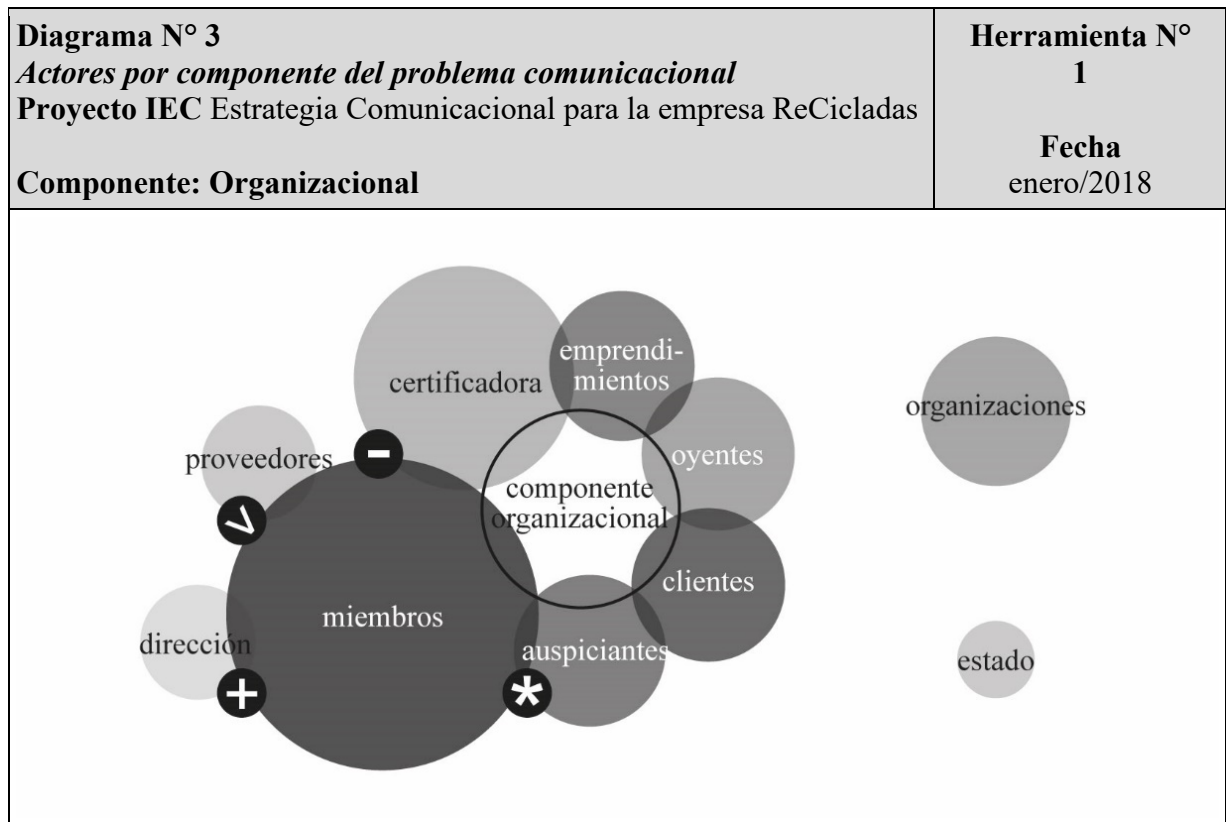 Diagrama N° 3
Actores por componente del problema comunicacional
Proyecto IEC Estrategia Comunicacional para la empresa ReCicladas
Componente: Organizacional
Herramienta N°
1
Fecha
enero/2018
emprendi-
mientos
certificadora
organizaciones
oyentes
proveedores
-
componente
organizacional
v
clientes
miembros
dirección
auspiciantes
estado
+
*